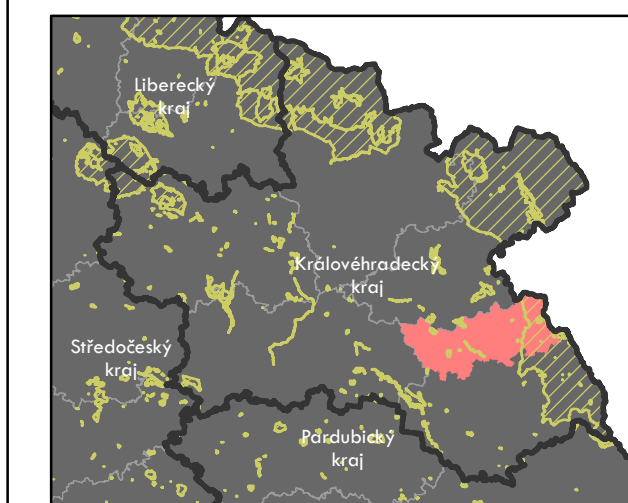 Liberecký
kraj
Královéhradecký
kraj
Středočeský
kraj
Pardubický
kraj